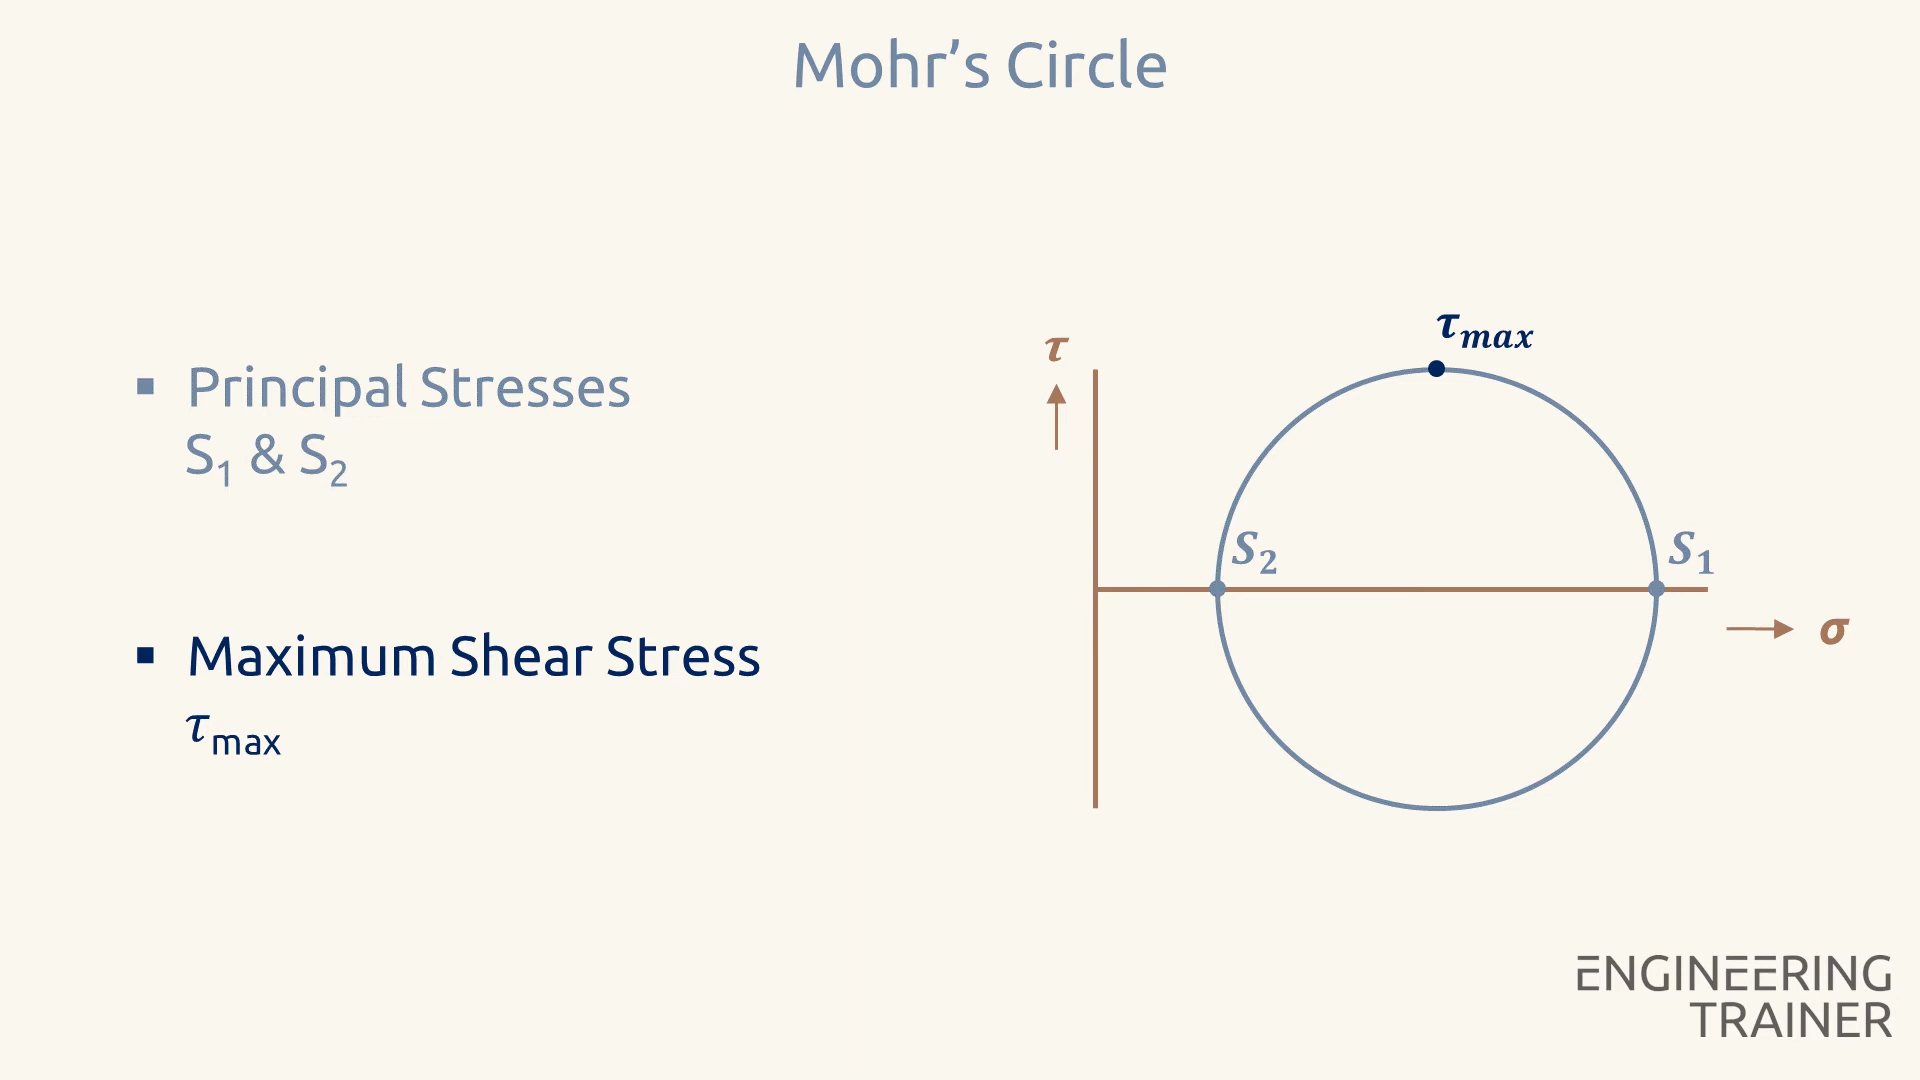 Mohr’s Circle
▪ Principal Stresses
S₁ & S₂
▪ Maximum Shear Stress
τmax
τ
τmax
S₂
S₁
σ
ENGINEERING
TRAINER